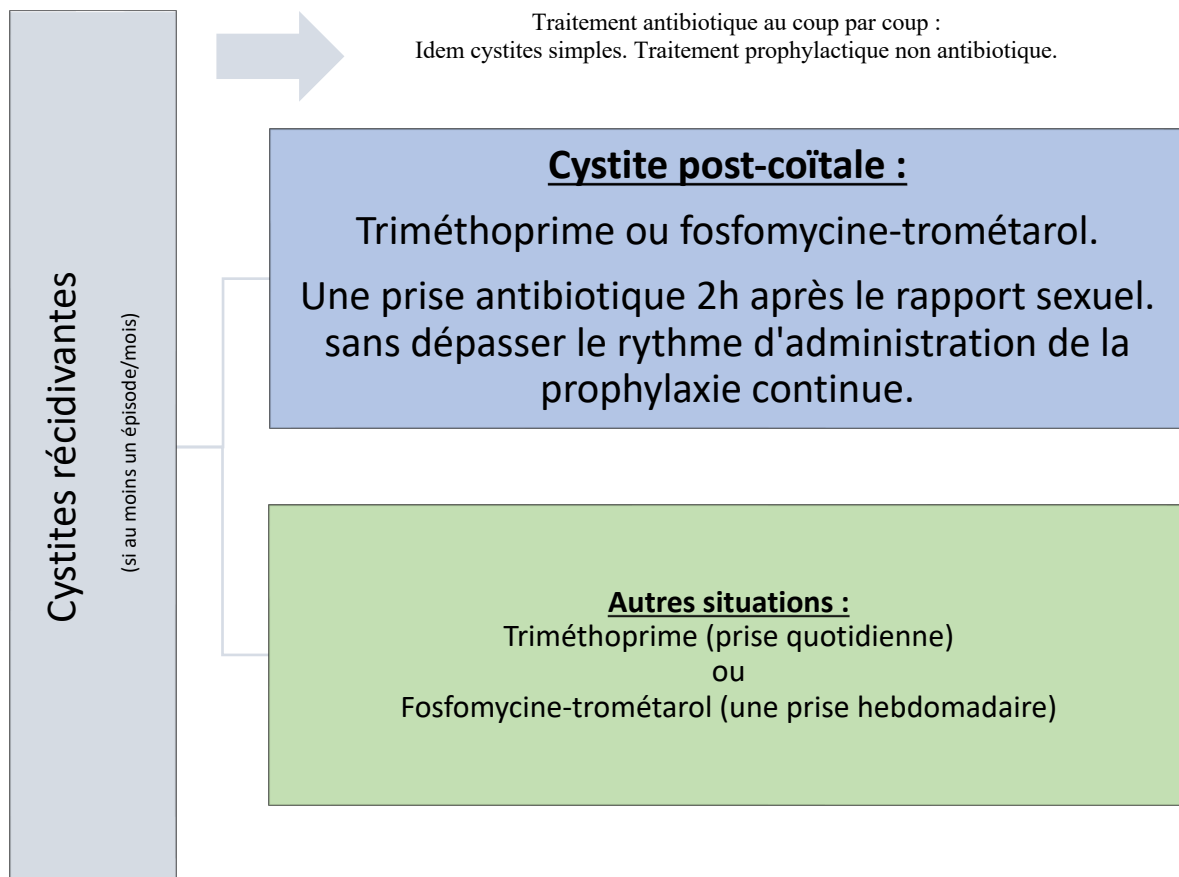 Traitement antibiotique au coup par coup :
Idem cystites simples. Traitement prophylactique non antibiotique.
Cystites récidivantes
(si au moins un épisode/mois)
Cystite post-coïtale :
Triméthoprime ou fosfomycine-trométarol.
Une prise antibiotique 2h après le rapport sexuel.
sans dépasser le rythme d'administration de la
prophylaxie continue.
Autres situations :
Triméthoprime (prise quotidienne)
ou
Fosfomycine-trométarol (une prise hebdomadaire)